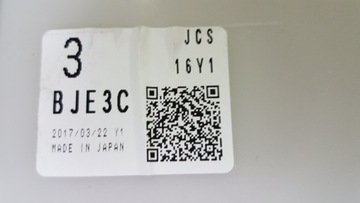 3
JCS
16Y1
BJE3C
2017/03/22 Y1
MADE IN JAPAN